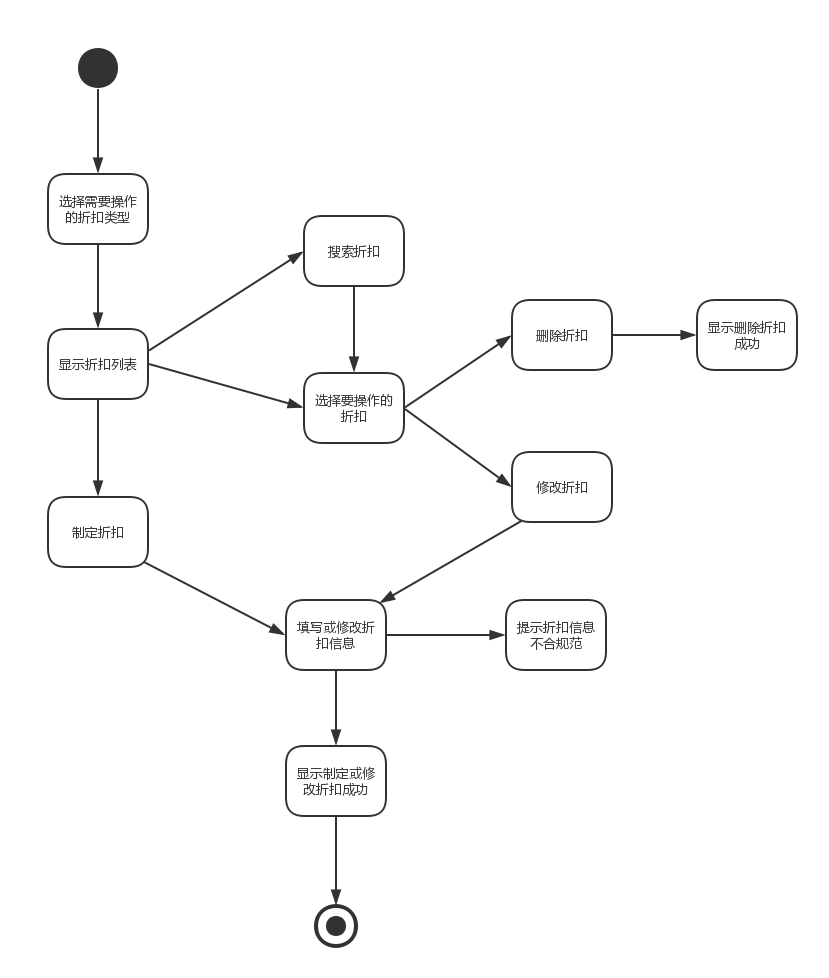 选择需要操作
的折扣类型
搜索折扣
显示折扣列表
选择要操作的
折扣
删除折扣
显示删除折扣
成功
修改折扣
制定折扣
填写或修改折
扣信息
提示折扣信息
不合规范
显示制定或修
改折扣成功